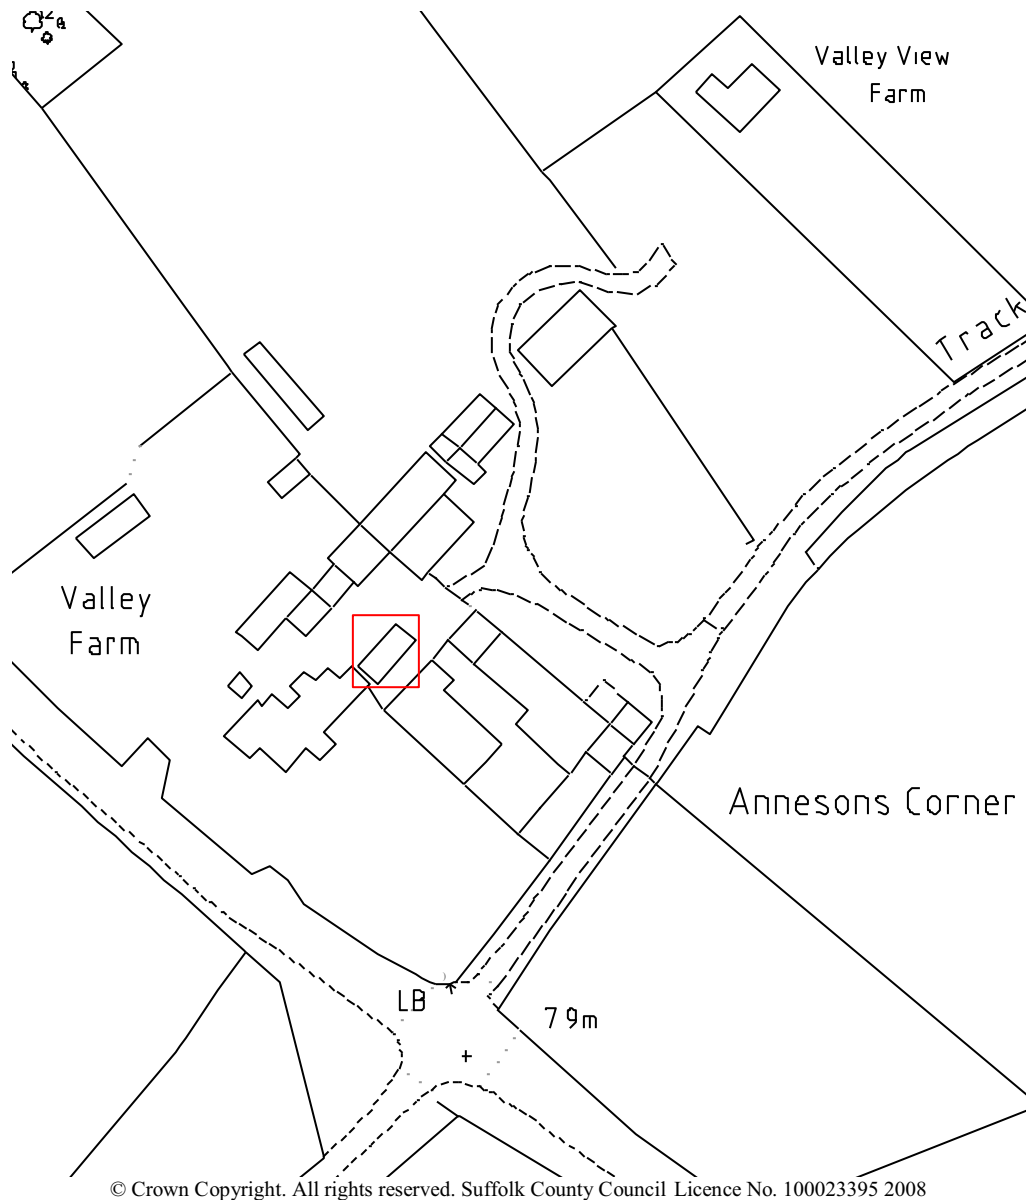 Valley View
Farm
Track
Valley
Farm
Annesons Corner
LB
79m
© Crown Copyright. All rights reserved. Suffolk County Council Licence No. 100023395 2008